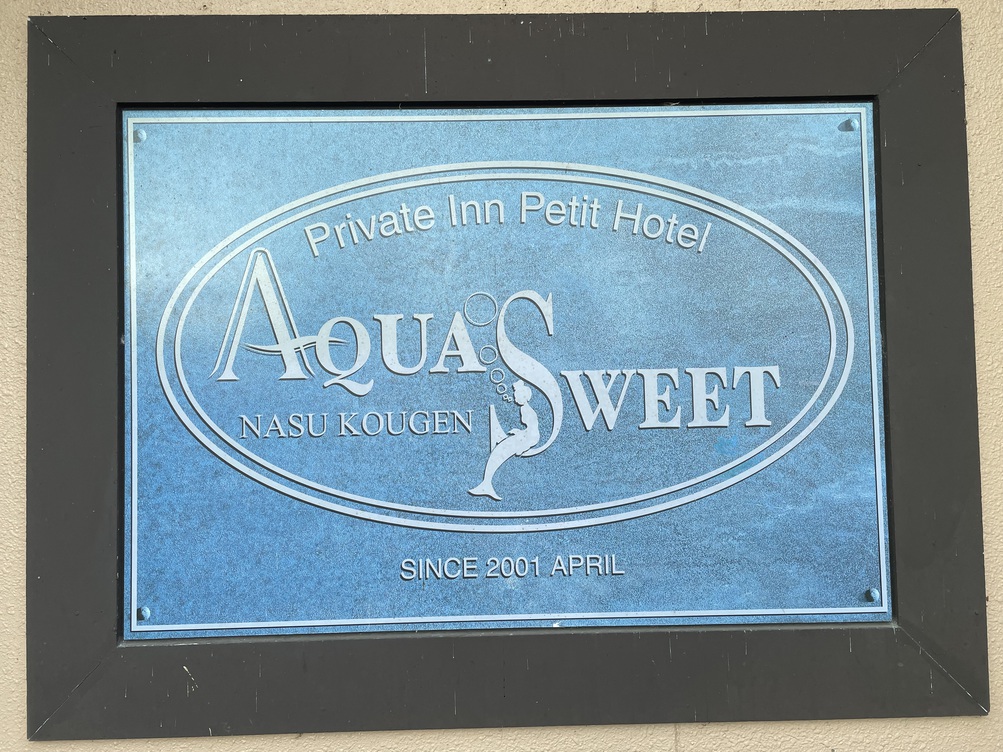 Private Inn Petit Hotel
AQUA SWEET
NASU KOUGEN
SINCE 2001 APRIL